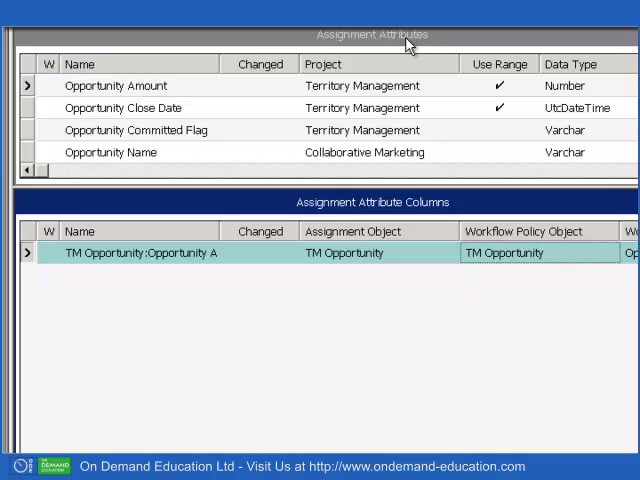 Assignment Attributes
W Name Changed Project Use Range Data Type
Opportunity Amount Territory Management ✓ Number
Opportunity Close Date Territory Management ✓ UtcDateTime
Opportunity Committed Flag Territory Management Varchar
Opportunity Name Collaborative Marketing Varchar
Assignment Attribute Columns
W Name Changed Assignment Object Workflow Policy Object
TM Opportunity:Opportunity A TM Opportunity TM Opportunity
ON DEMAND EDUCATION On Demand Education Ltd - Visit Us at http://www.ondemand-education.com